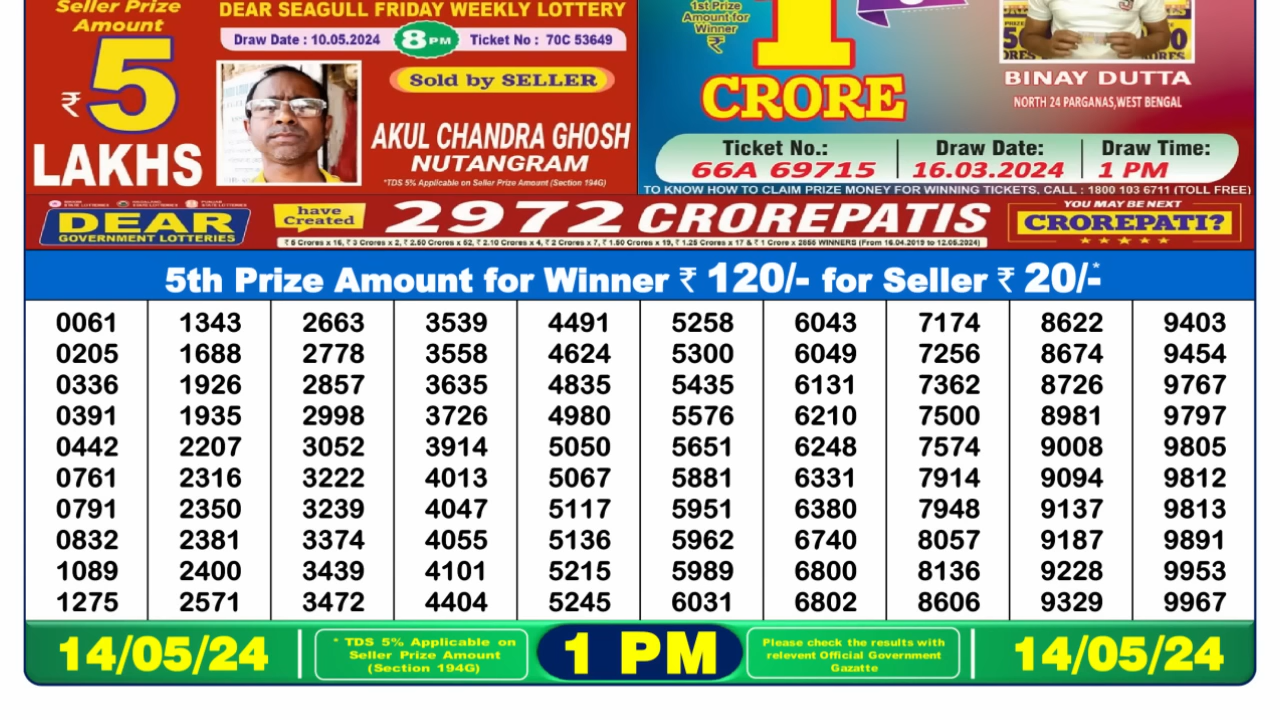 Seller Prize
Amount
₹ 5
LAKHS
DEAR SEAGULL FRIDAY WEEKLY LOTTERY
Draw Date : 10.05.2024 8PM Ticket No : 70C 53649
Sold by SELLER
AKUL CHANDRA GHOSH
NUTANGRAM
*TDS 5% Applicable on Seller Prize Amount (Section 194G)
1st Prize
Amount for
Winner
₹
1
CRORE
BINAY DUTTA
NORTH 24 PARGANAS,WEST BENGAL
Ticket No.: Draw Date: Draw Time:
66A 69715 16.03.2024 1 PM
TO KNOW HOW TO CLAIM PRIZE MONEY FOR WINNING TICKETS, CALL : 1800 103 6711 (TOLL FREE)
DEAR
GOVERNMENT LOTTERIES
have
Created
2972 CROREPATIS
YOU MAY BE NEXT
CROREPATI?
5th Prize Amount for Winner ₹ 120/- for Seller ₹ 20/-*
0061 1343 2663 3539 4491 5258 6043 7174 8622 9403
0205 1688 2778 3558 4624 5300 6049 7256 8674 9454
0336 1926 2857 3635 4835 5435 6131 7362 8726 9767
0391 1935 2998 3726 4980 5576 6210 7500 8981 9797
0442 2207 3052 3914 5050 5651 6248 7574 9008 9805
0761 2316 3222 4013 5067 5881 6331 7914 9094 9812
0791 2350 3239 4047 5117 5951 6380 7948 9137 9813
0832 2381 3374 4055 5136 5962 6740 8057 9187 9891
1089 2400 3439 4101 5215 5989 6800 8136 9228 9953
1275 2571 3472 4404 5245 6031 6802 8606 9329 9967
14/05/24
* TDS 5% Applicable on
Seller Prize Amount
(Section 194G)
1 PM
Please check the results with
relevent Official Government
Gazatte
14/05/24